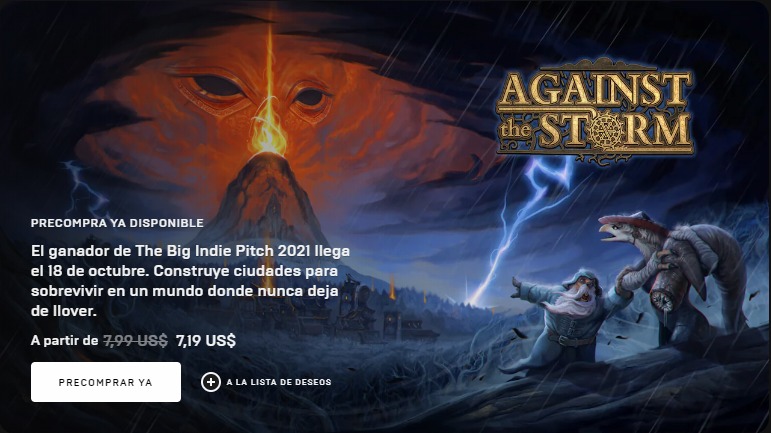 AGAINST
the STORM
PRECOMPRA YA DISPONIBLE
El ganador de The Big Indie Pitch 2021 llega
el 18 de octubre. Construye ciudades para
sobrevivir en un mundo donde nunca deja
de llover.
A partir de 7,99 US$ 7,19 US$
PRECOMPRAR YA
A LA LISTA DE DESEOS